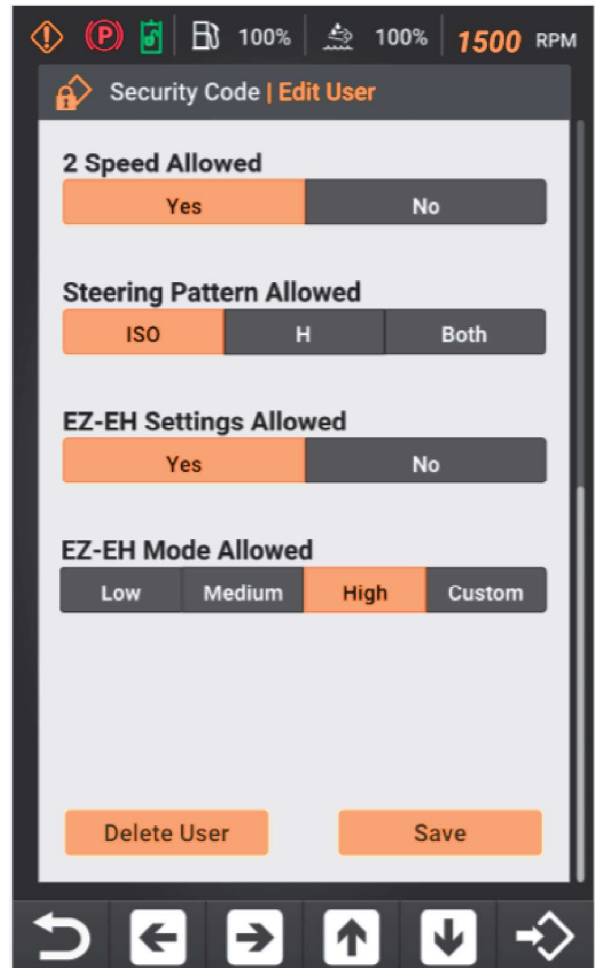 (P) 100% 100% 1500 RPM
Security Code | Edit User
2 Speed Allowed
Yes No
Steering Pattern Allowed
ISO H Both
EZ-EH Settings Allowed
Yes No
EZ-EH Mode Allowed
Low Medium High Custom
Delete User Save